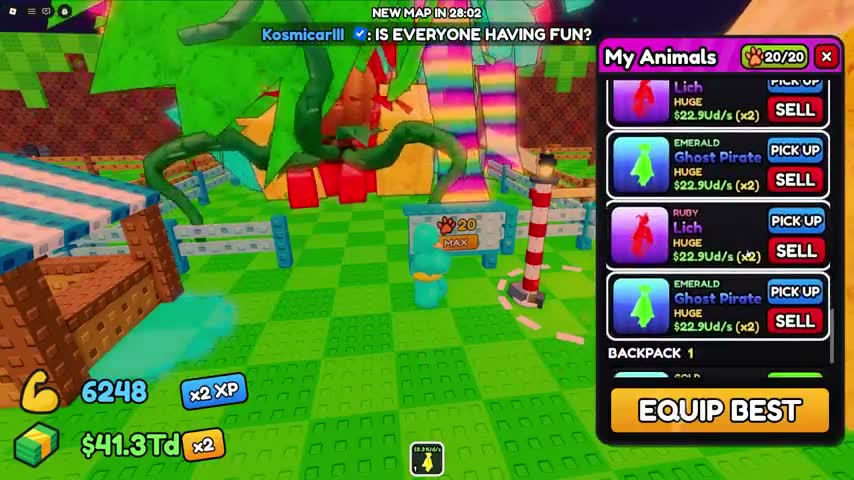 NEW MAP IN 28:02
Kosmicarlll : IS EVERYONE HAVING FUN?
My Animals
20/20
X
Lich
HUGE
$22.9Ud/s (x2)
PICK UP
SELL
EMERALD
Ghost Pirate
HUGE
$22.9Ud/s (x2)
PICK UP
SELL
RUBY
Lich
HUGE
$22.9Ud/s (x2)
PICK UP
SELL
EMERALD
Ghost Pirate
HUGE
$22.9Ud/s (x2)
PICK UP
SELL
BACKPACK 1
GOLD
EQUIP BEST
20
MAX
6248
x2 XP
$41.3Td
x2
1